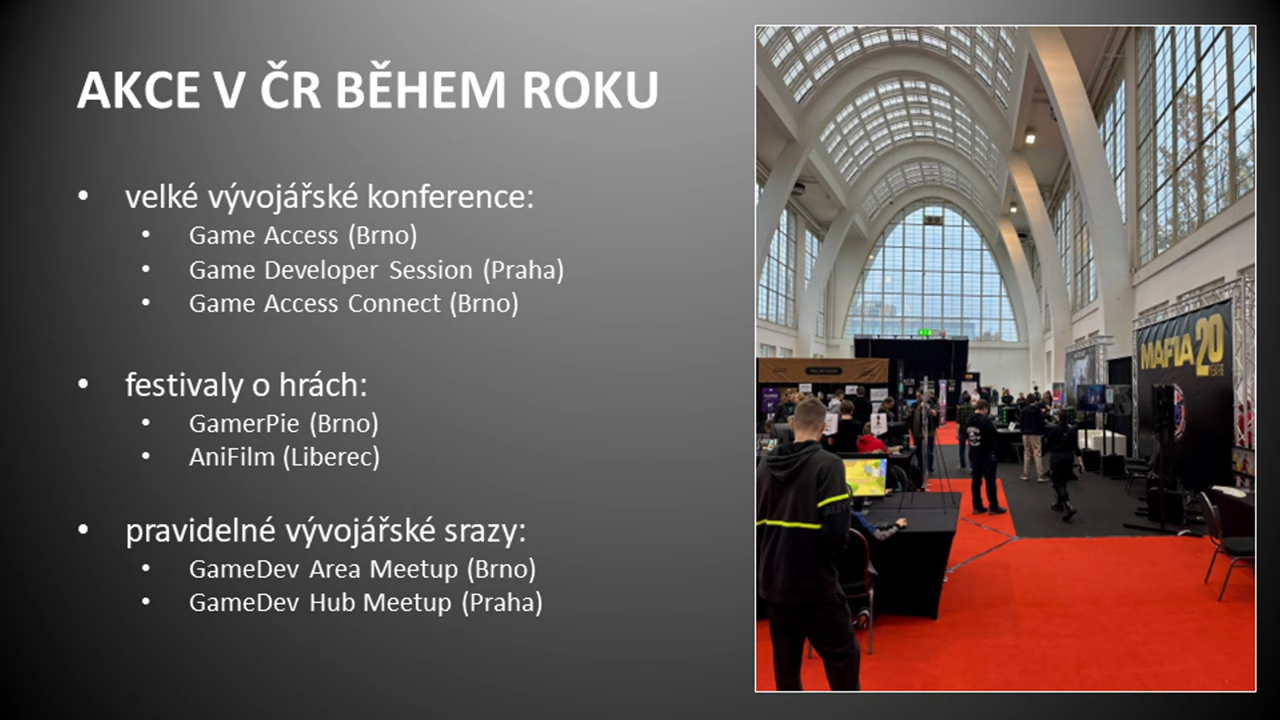 AKCE V ČR BĚHEM ROKU
• velké vývojářské konference:
• Game Access (Brno)
• Game Developer Session (Praha)
• Game Access Connect (Brno)
• festivaly o hrách:
• GamerPie (Brno)
• AniFilm (Liberec)
• pravidelné vývojářské srazy:
• GameDev Area Meetup (Brno)
• GameDev Hub Meetup (Praha)
MAFIA 20